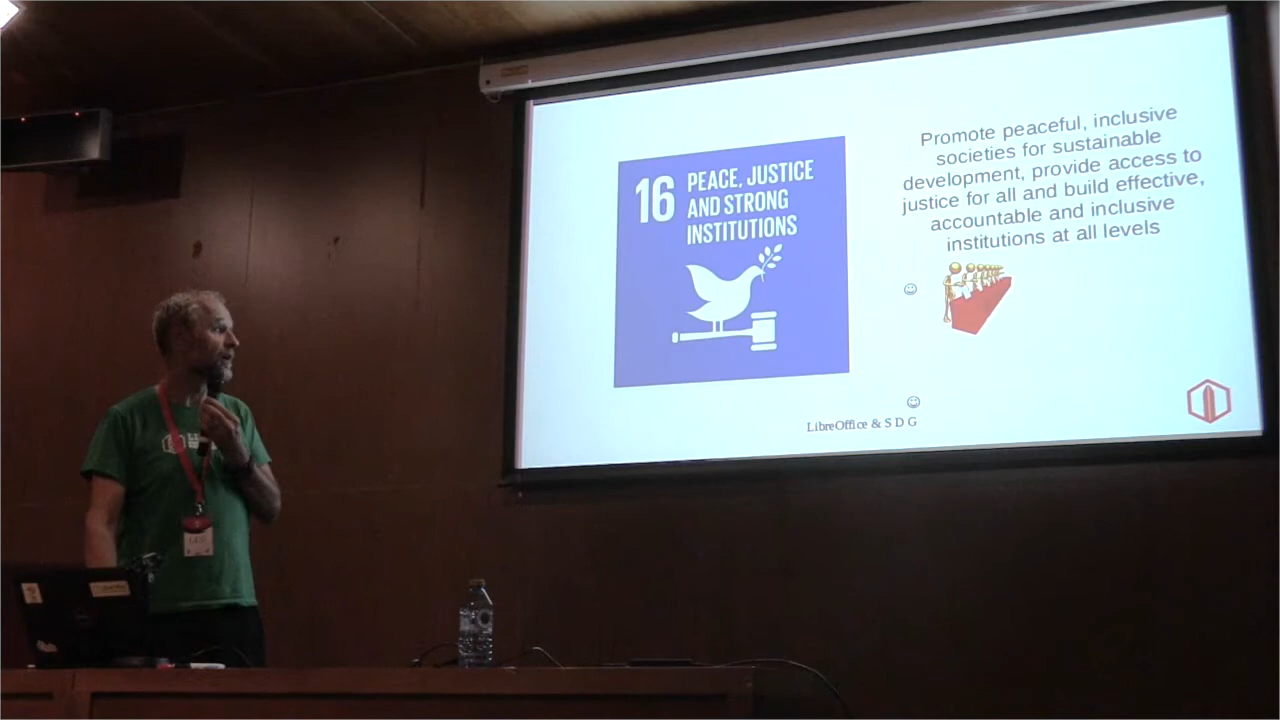 16 PEACE, JUSTICE
AND STRONG
INSTITUTIONS
Promote peaceful, inclusive
societies for sustainable
development, provide access to
justice for all and build effective,
accountable and inclusive
institutions at all levels
LibreOffice & S D G